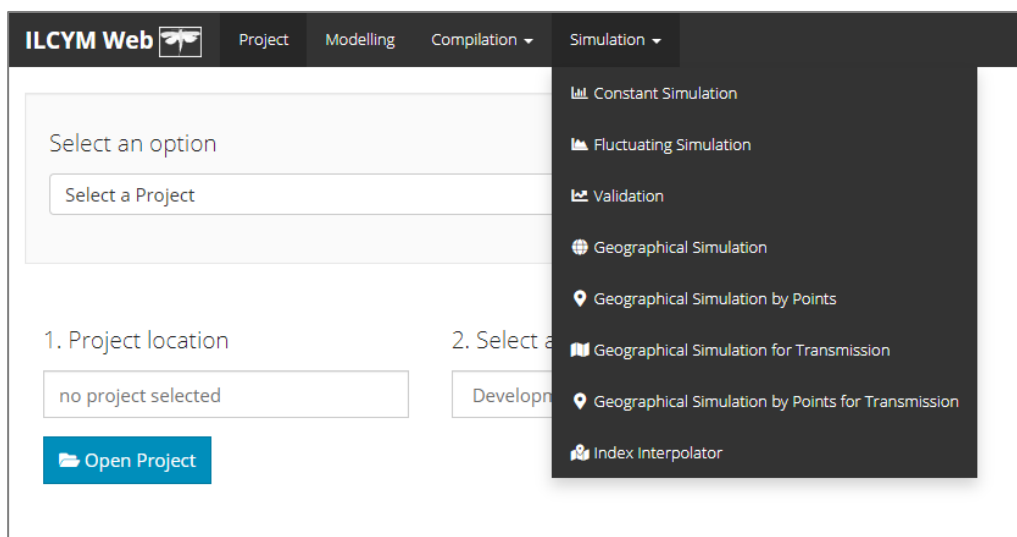 ILCYM Web Project Modelling Compilation Simulation
Constant Simulation
Select an option
Fluctuating Simulation
Select a Project
Validation
Geographical Simulation
Geographical Simulation by Points
1. Project location 2. Select
Geographical Simulation for Transmission
no project selected
Geographical Simulation by Points for Transmission
Open Project
Index Interpolator